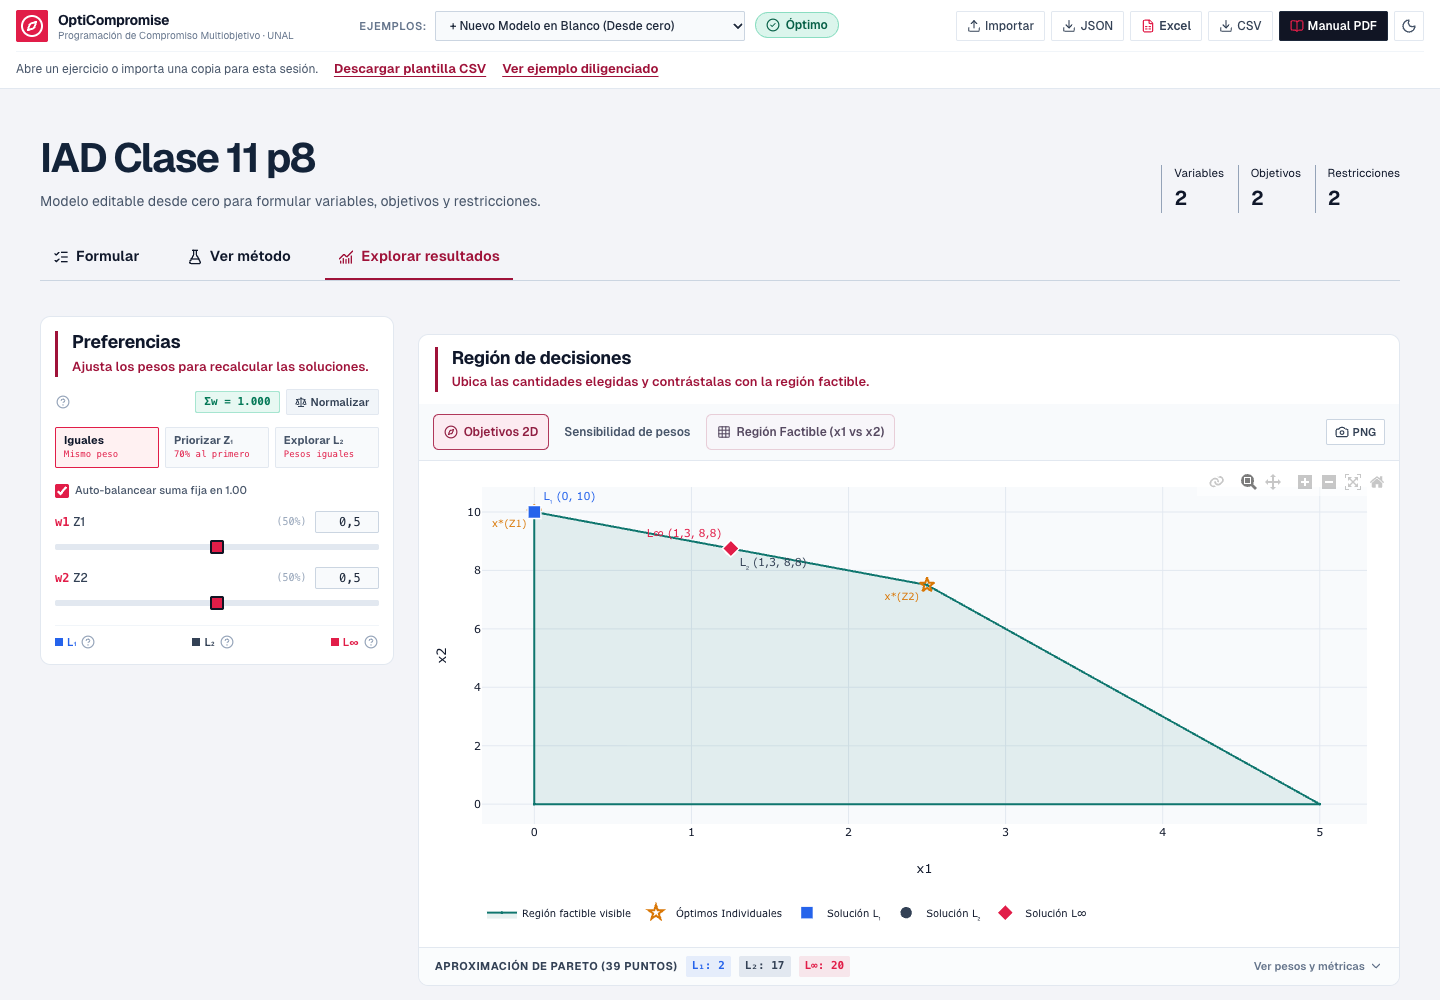 OptiCompromise
Programación de Compromiso Multiobjetivo · UNAL
EJEMPLOS:
+ Nuevo Modelo en Blanco (Desde cero)
Óptimo
Importar
JSON
Excel
CSV
Manual PDF
Abre un ejercicio o importa una copia para esta sesión.
Descargar plantilla CSV
Ver ejemplo diligenciado
IAD Clase 11 p8
Modelo editable desde cero para formular variables, objetivos y restricciones.
Variables
2
Objetivos
2
Restricciones
2
Formular
Ver método
Explorar resultados
Preferencias
Ajusta los pesos para recalcular las soluciones.
Σw = 1.000
Normalizar
Iguales
Mismo peso
Priorizar Z₁
70% al primero
Explorar L₂
Pesos iguales
Auto-balancear suma fija en 1.00
w1 Z1
(50%)
0,5
w2 Z2
(50%)
0,5
L₁
L₂
L∞
Región de decisiones
Ubica las cantidades elegidas y contrástalas con la región factible.
Objetivos 2D
Sensibilidad de pesos
Región Factible (x1 vs x2)
PNG
L₁ (0, 10)
x*(Z1)
L∞ (1,3, 8,8)
L₂ (1,3, 8,8)
x*(Z2)
10
8
6
4
2
0
x2
0
1
2
3
4
5
x1
Región factible visible
Óptimos Individuales
Solución L₁
Solución L₂
Solución L∞
APROXIMACIÓN DE PARETO (39 PUNTOS)
L₁: 2
L₂: 17
L∞: 20
Ver pesos y métricas